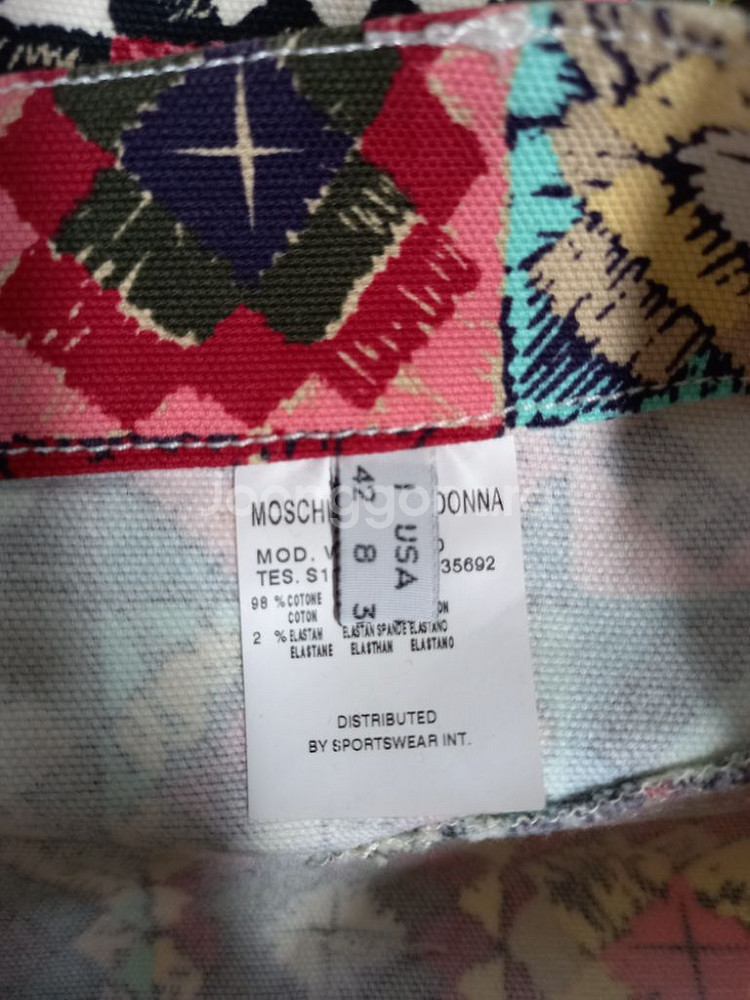 MOSCHI DONNA
MOD.
TES. S1 35692
98 % COTONE
COTON
2 % ELASTAN ELASTAN SPANDE ELASTANO
ELASTANE ELASTHAN ELASTANO
DISTRIBUTED
BY SPORTSWEAR INT.
I 42
USA 8
3